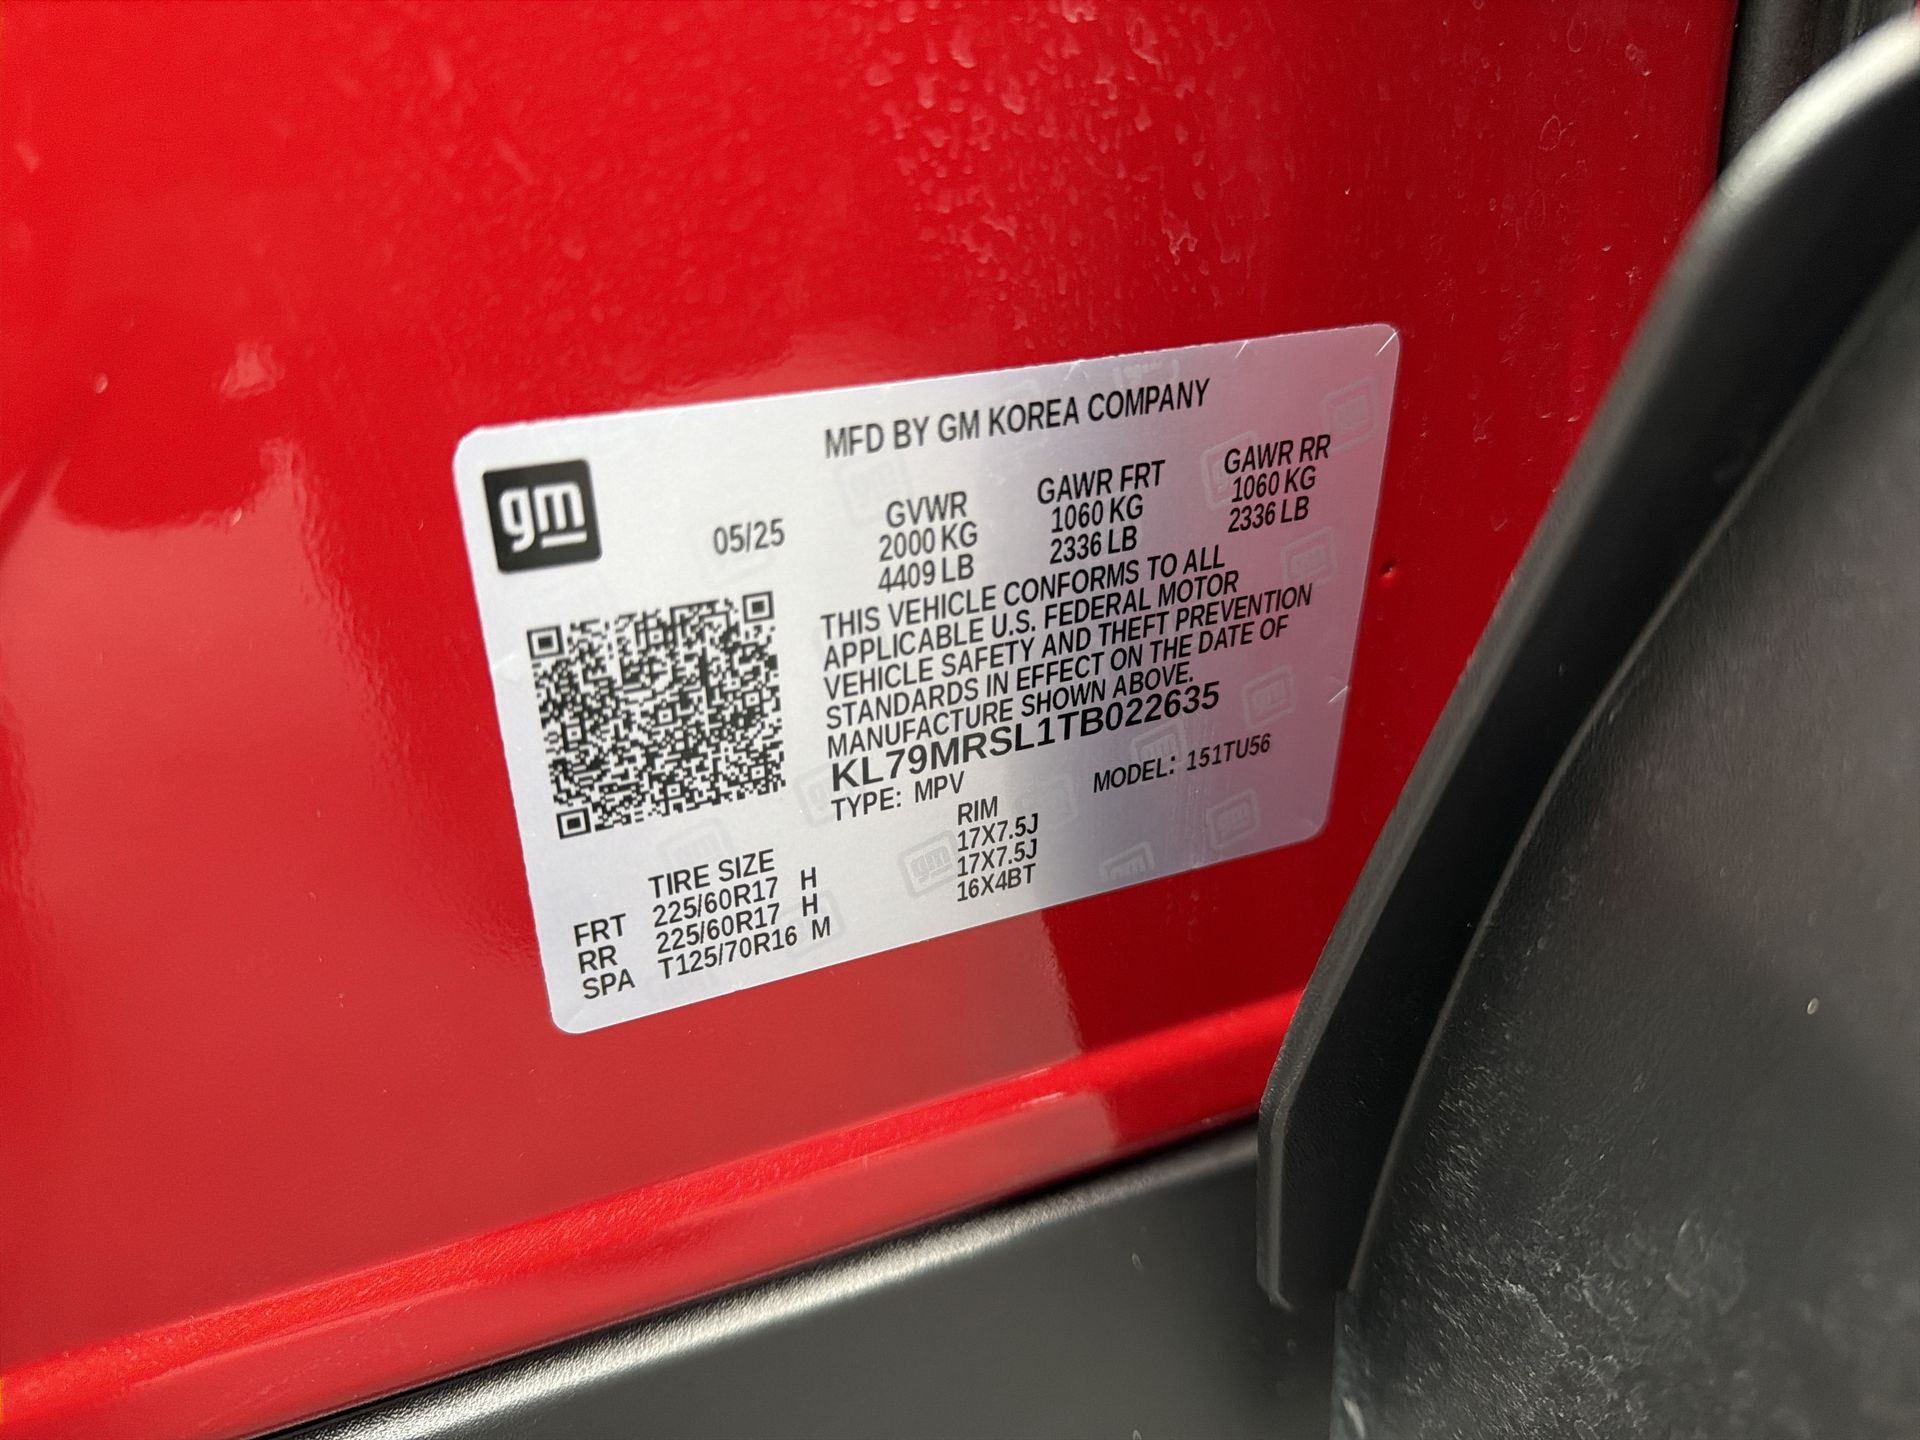 MFD BY GM KOREA COMPANY
gm
05/25
GVWR GAWR FRT GAWR RR
2000 KG 1060 KG 1060 KG
4409 LB 2336 LB 2336 LB
THIS VEHICLE CONFORMS TO ALL
APPLICABLE U.S. FEDERAL MOTOR
VEHICLE SAFETY AND THEFT PREVENTION
STANDARDS IN EFFECT ON THE DATE OF
MANUFACTURE SHOWN ABOVE.
KL79MRSL1TB022635
TYPE: MPV MODEL: 151TU56
TIRE SIZE RIM
FRT 225/60R17 H 17X7.5J
RR 225/60R17 H 17X7.5J
SPA T125/70R16 M 16X4BT